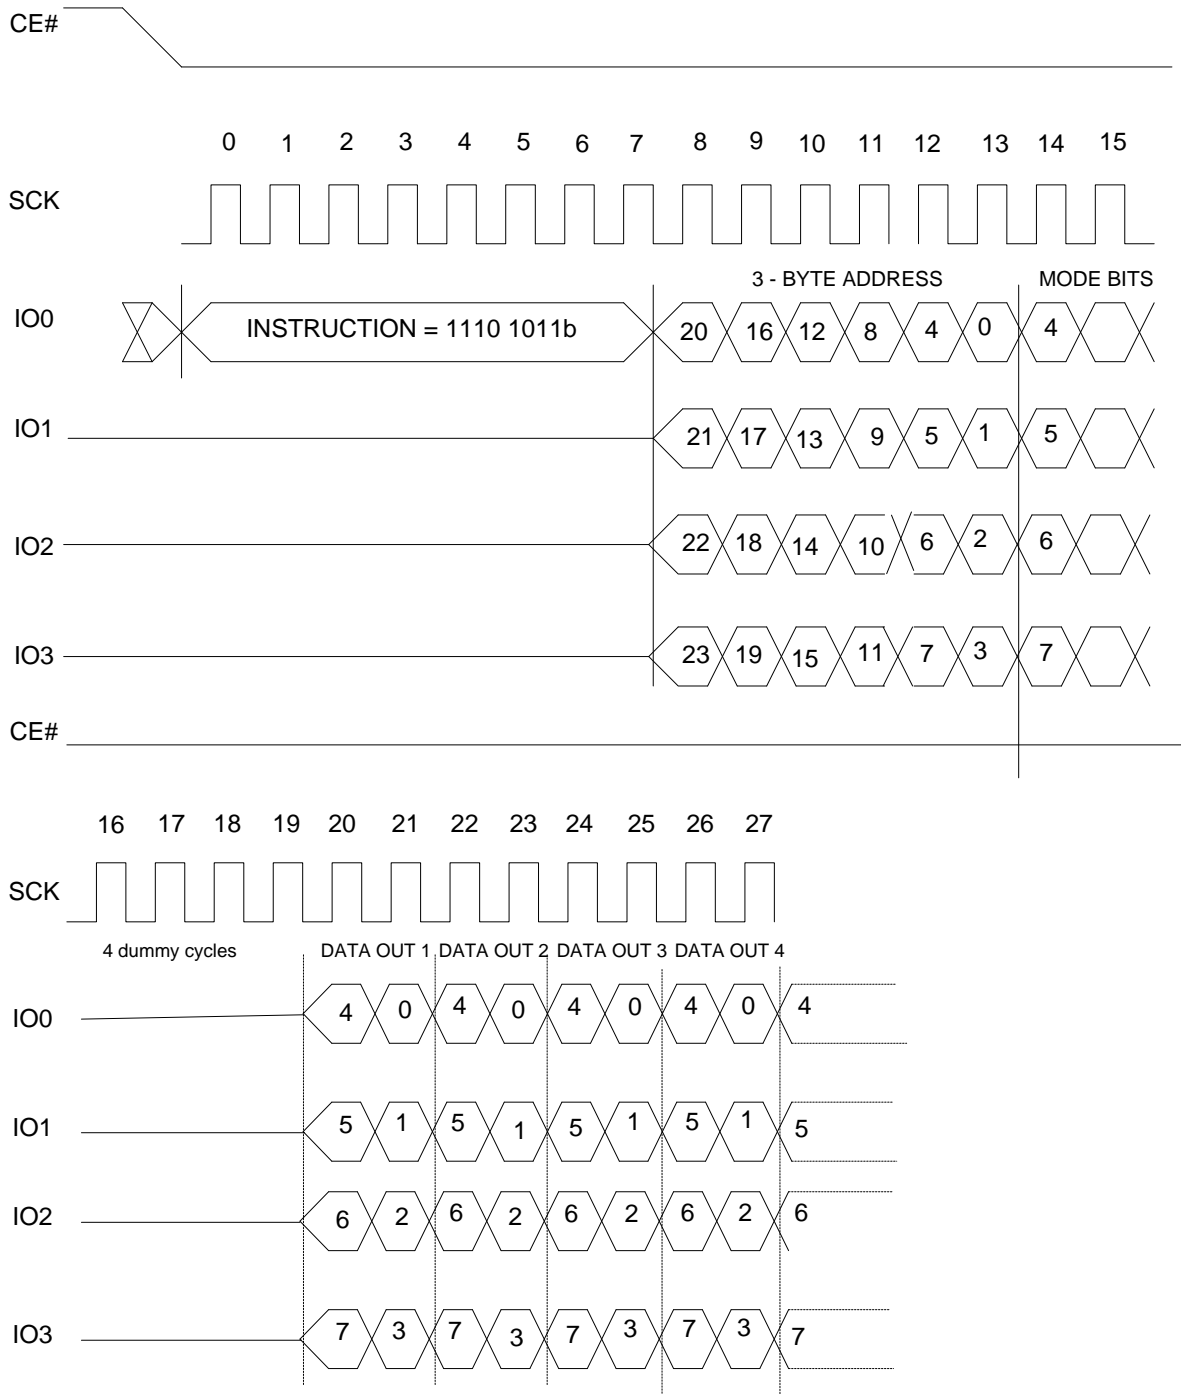 CE#
0 1 2 3 4 5 6 7 8 9 10 11 12 13 14 15
SCK
3 - BYTE ADDRESS MODE BITS
IO0 INSTRUCTION = 1110 1011b 20 16 12 8 4 0 4
IO1 21 17 13 9 5 1 5
IO2 22 18 14 10 6 2 6
IO3 23 19 15 11 7 3 7
CE#
16 17 18 19 20 21 22 23 24 25 26 27
SCK
4 dummy cycles DATA OUT 1 DATA OUT 2 DATA OUT 3 DATA OUT 4
IO0 4 0 4 0 4 0 4 0 4
IO1 5 1 5 1 5 1 5 1 5
IO2 6 2 6 2 6 2 6 2 6
IO3 7 3 7 3 7 3 7 3 7